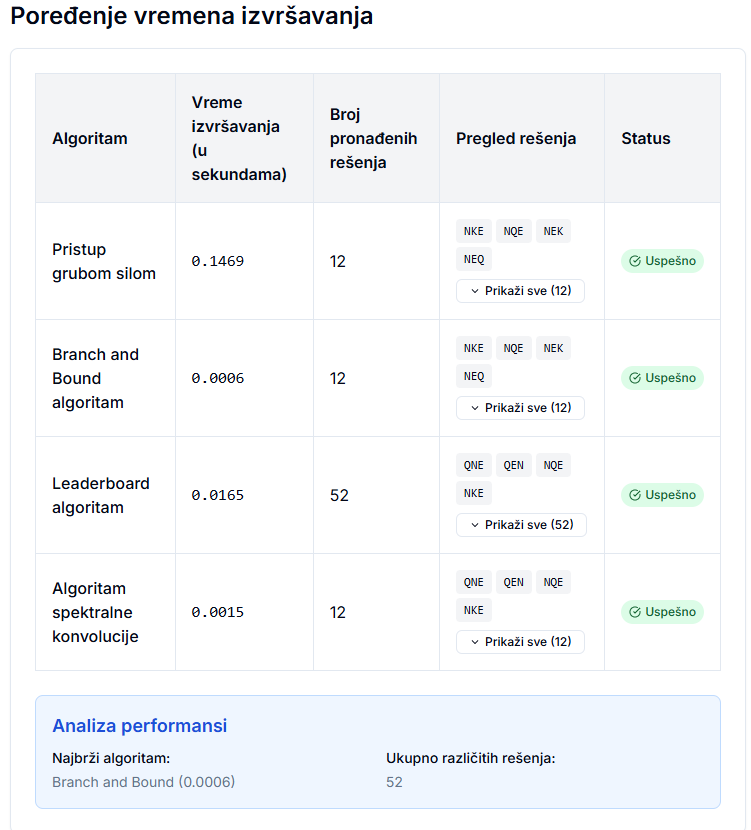 Poređenje vremena izvršavanja
Algoritam
Vreme
izvršavanja
(u
sekundama)
Broj
pronađenih
rešenja
Pregled rešenja
Status
Pristup
grubom silom
0.1469
12
NKE NQE NEK
NEQ
Prikaži sve (12)
Uspešno
Branch and
Bound
algoritam
0.0006
12
NKE NQE NEK
NEQ
Prikaži sve (12)
Uspešno
Leaderboard
algoritam
0.0165
52
QNE QEN NQE
NKE
Prikaži sve (52)
Uspešno
Algoritam
spektralne
konvolucije
0.0015
12
QNE QEN NQE
NKE
Prikaži sve (12)
Uspešno
Analiza performansi
Najbrži algoritam:
Branch and Bound (0.0006)
Ukupno različitih rešenja:
52